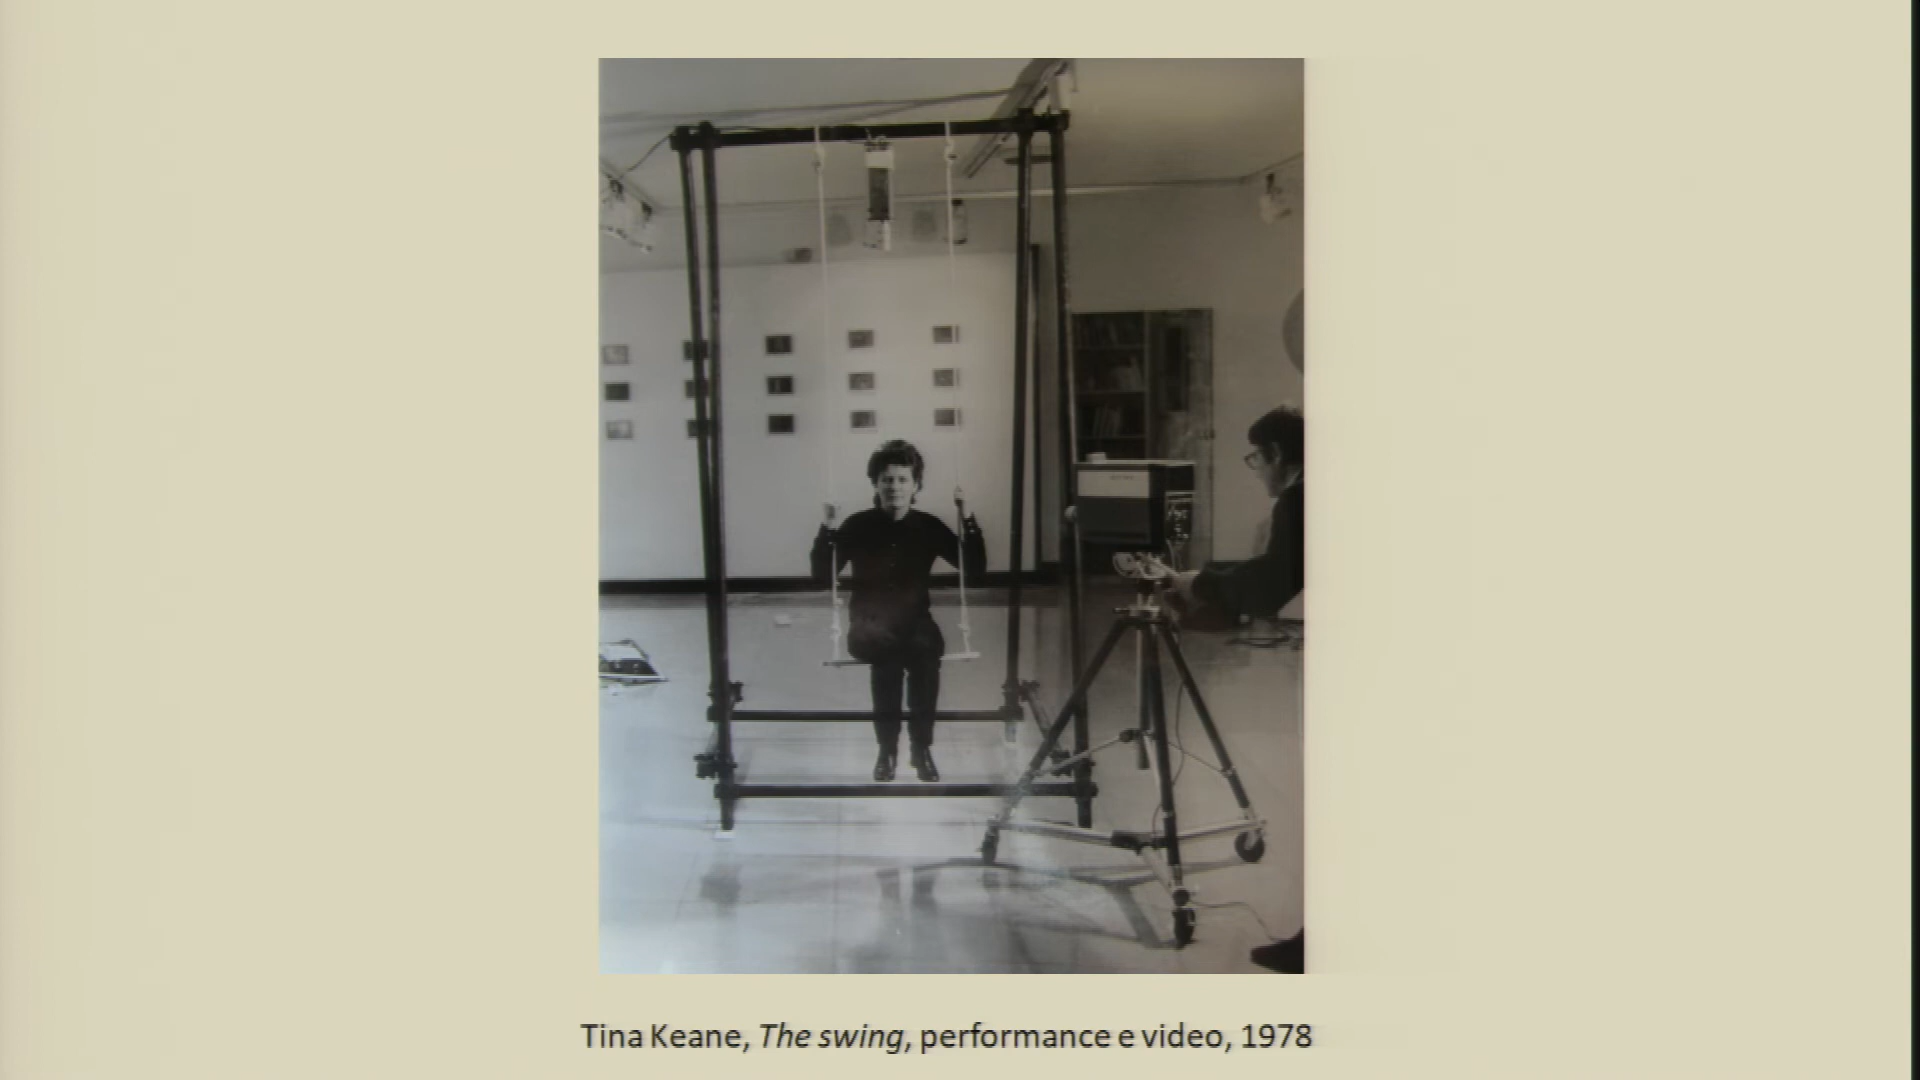 Tina Keane, The swing, performance e video, 1978